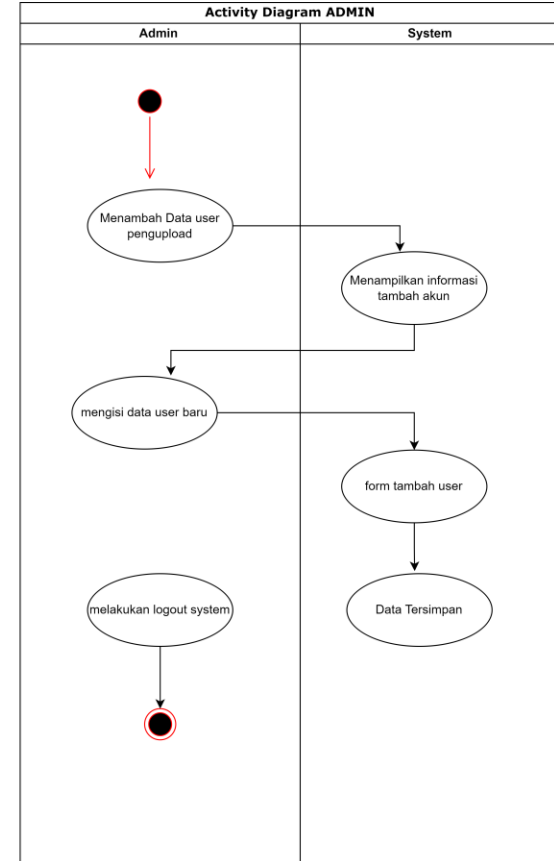 Activity Diagram ADMIN
Admin
System
Menambah Data user
pengupload
Menampilkan informasi
tambah akun
mengisi data user baru
form tambah user
melakukan logout system
Data Tersimpan